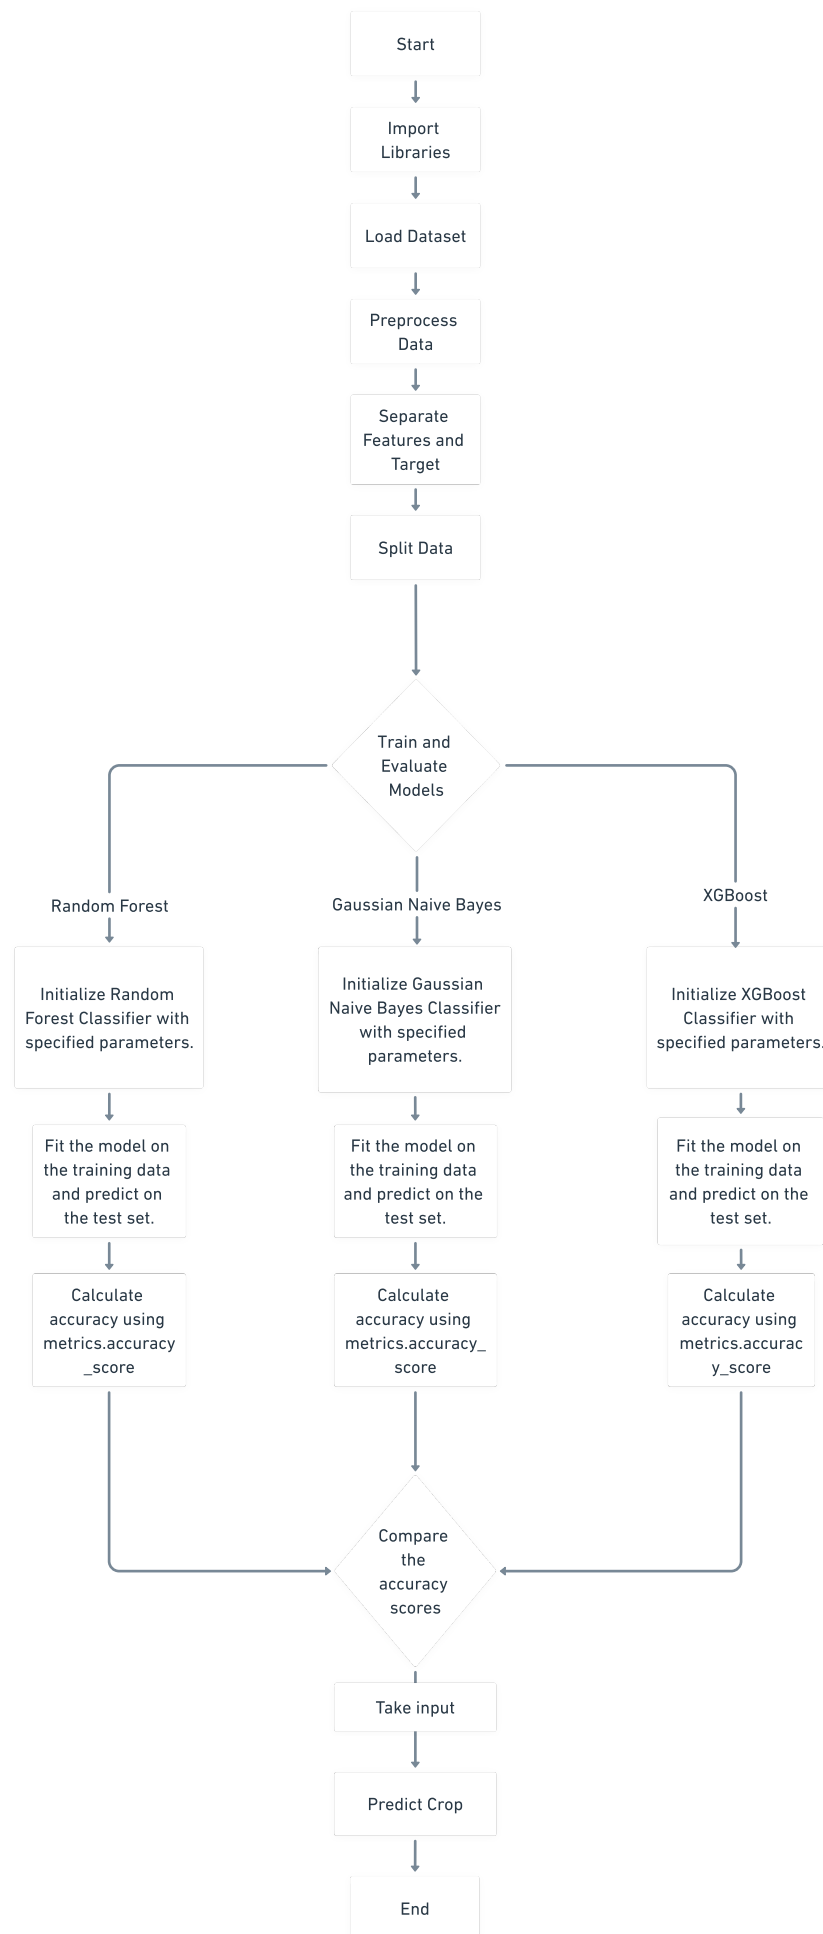 Start
Import
Libraries
Load Dataset
Preprocess
Data
Separate
Features and
Target
Split Data
Train and
Evaluate
Models
Random Forest
Initialize Random
Forest Classifier with
specified parameters.
Fit the model on
the training data
and predict on
the test set.
Calculate
accuracy using
metrics.accuracy
_score
Gaussian Naive Bayes
Initialize Gaussian
Naive Bayes Classifier
with specified
parameters.
Fit the model on
the training data
and predict on the
test set.
Calculate
accuracy using
metrics.accuracy_
score
XGBoost
Initialize XGBoost
Classifier with
specified parameters.
Fit the model on
the training data
and predict on the
test set.
Calculate
accuracy using
metrics.accurac
y_score
Compare
the
accuracy
scores
Take input
Predict Crop
End